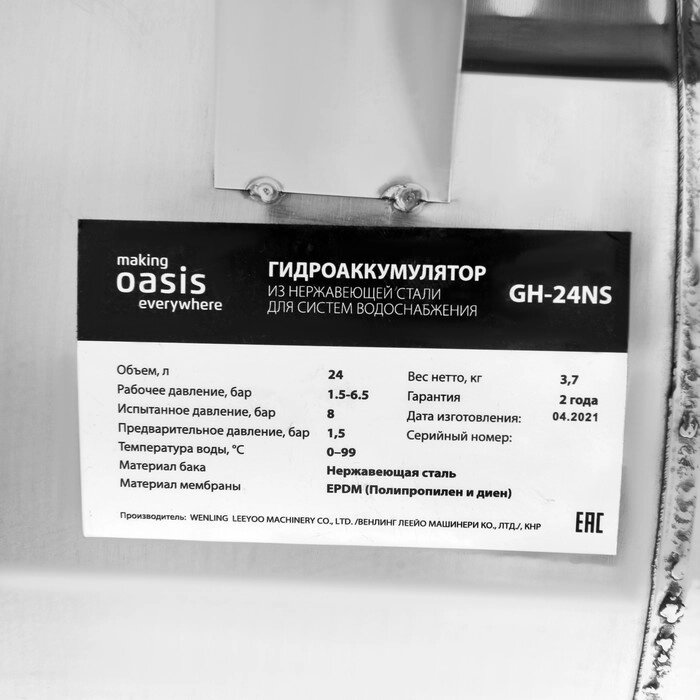 making
oasis
everywhere
ГИДРОАККУМУЛЯТОР
ИЗ НЕРЖАВЕЮЩЕЙ СТАЛИ
ДЛЯ СИСТЕМ ВОДОСНАБЖЕНИЯ
GH-24NS
Объем, л 24
Рабочее давление, бар 1.5-6.5
Испытанное давление, бар 8
Предварительное давление, бар 1,5
Температура воды, °C 0–99
Материал бака Нержавеющая сталь
Материал мембраны EPDM (Полипропилен и диен)
Вес нетто, кг 3,7
Гарантия 2 года
Дата изготовления: 04.2021
Серийный номер:
Производитель: WENLING LEEYOO MACHINERY CO., LTD. /ВЕНЛИНГ ЛЕЕЙО МАШИНЕРИ КО., ЛТД./, КНР
EAC